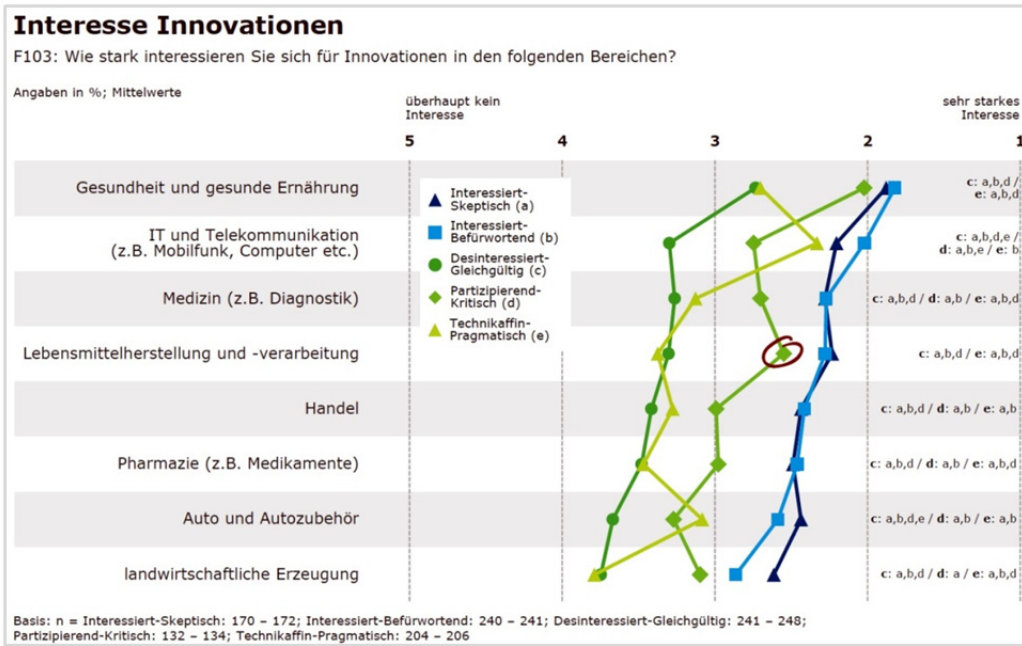 Interesse Innovationen
F103: Wie stark interessieren Sie sich für Innovationen in den folgenden Bereichen?
Angaben in %; Mittelwerte
überhaupt kein
Interesse
sehr starkes
Interesse
5 4 3 2 1
Gesundheit und gesunde Ernährung
c: a,b,d /
e: a,b,d
IT und Telekommunikation
(z.B. Mobilfunk, Computer etc.)
c: a,b,d,e /
d: a,b,e / e: b
Medizin (z.B. Diagnostik)
c: a,b,d / d: a,b / e: a,b,d
Lebensmittelherstellung und -verarbeitung
c: a,b,d / e: a,b,d
Handel
c: a,b,d / d: a,b / e: a,b
Pharmazie (z.B. Medikamente)
c: a,b,d / d: a,b / e: a,b,d
Auto und Autozubehör
c: a,b,d,e / d: a,b / e: a,b
landwirtschaftliche Erzeugung
c: a,b,d / d: a / e: a,b,d
Interessiert-
Skeptisch (a)
Interessiert-
Befürwortend (b)
Desinteressiert-
Gleichgültig (c)
Partizipierend-
Kritisch (d)
Technikaffin-
Pragmatisch (e)
Basis: n = Interessiert-Skeptisch: 170 – 172; Interessiert-Befürwortend: 240 – 241; Desinteressiert-Gleichgültig: 241 – 248;
Partizipierend-Kritisch: 132 – 134; Technikaffin-Pragmatisch: 204 – 206